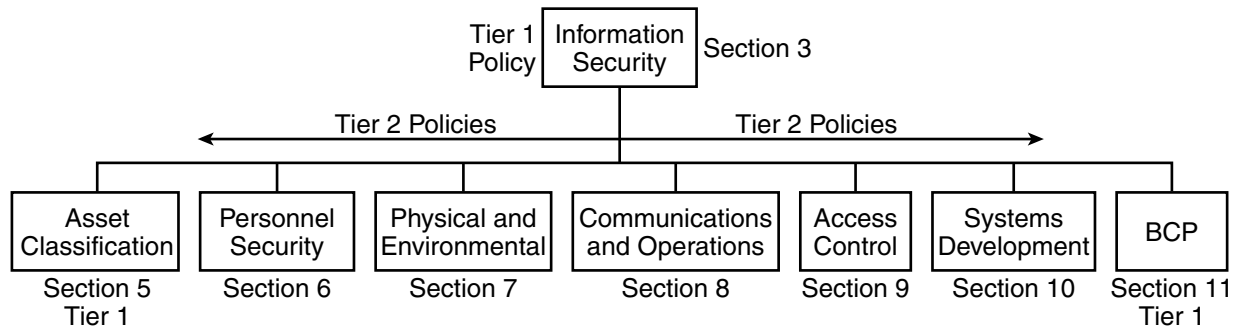 Tier 1
Policy
Information
Security
Section 3
Tier 2 Policies
Tier 2 Policies
Asset
Classification
Personnel
Security
Physical and
Environmental
Communications
and Operations
Access
Control
Systems
Development
BCP
Section 5
Tier 1
Section 6
Section 7
Section 8
Section 9
Section 10
Section 11
Tier 1